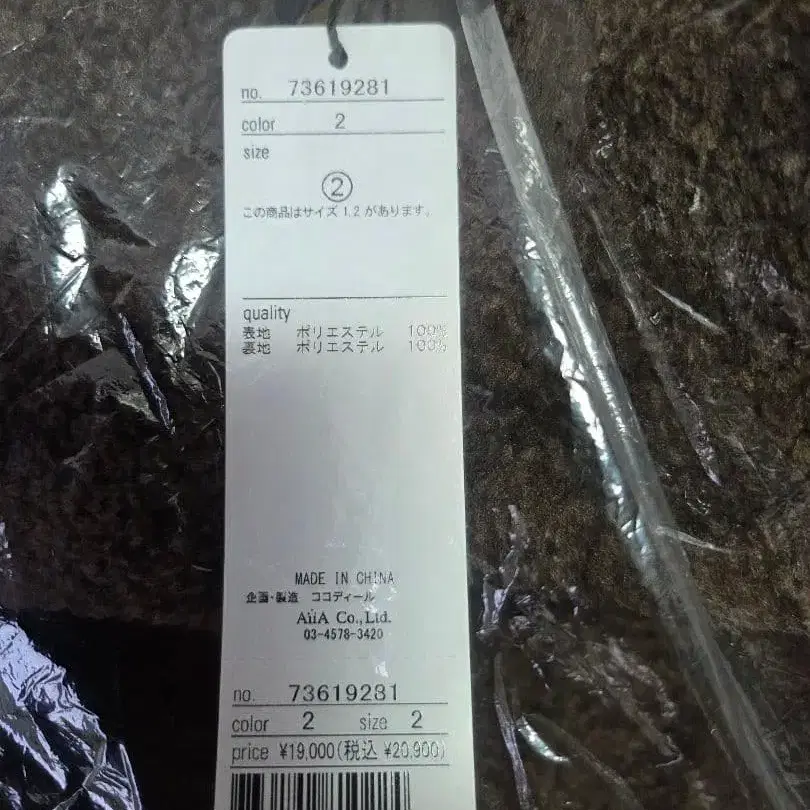 no. 73619281
color 2
size
②
この商品はサイズ 1,2 があります。
quality
表地 ポリエステル 100%
裏地 ポリエステル 100%
MADE IN CHINA
企画・製造 ココディール
AiiA Co.,Ltd.
03-4578-3420
no. 73619281
color 2 size 2
price ¥19,000(税込 ¥20,900)